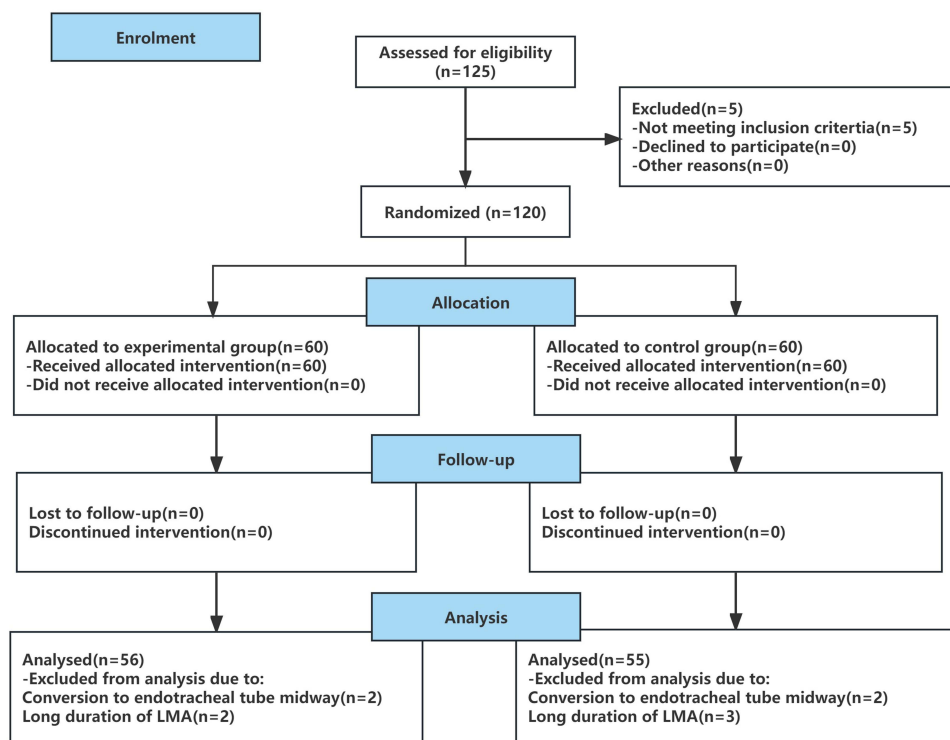 Enrolment
Assessed for eligibility
(n=125)
Excluded(n=5)
-Not meeting inclusion critertia(n=5)
-Declined to participate(n=0)
-Other reasons(n=0)
Randomized (n=120)
Allocation
Allocated to experimental group(n=60)
-Received allocated intervention(n=60)
-Did not receive allocated intervention(n=0)
Allocated to control group(n=60)
-Received allocated intervention(n=60)
-Did not receive allocated intervention(n=0)
Follow-up
Lost to follow-up(n=0)
Discontinued intervention(n=0)
Lost to follow-up(n=0)
Discontinued intervention(n=0)
Analysis
Analysed(n=56)
-Excluded from analysis due to:
Conversion to endotracheal tube midway(n=2)
Long duration of LMA(n=2)
Analysed(n=55)
-Excluded from analysis due to:
Conversion to endotracheal tube midway(n=2)
Long duration of LMA(n=3)